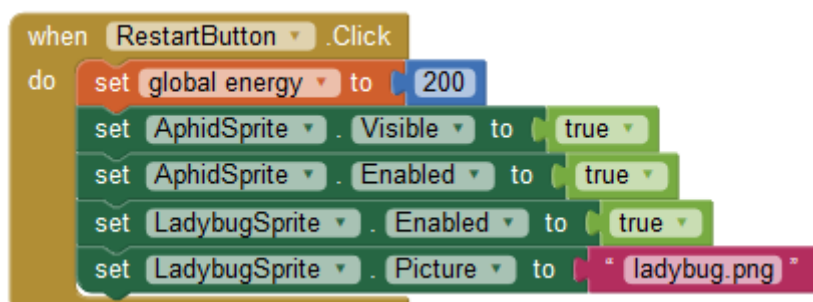 when RestartButton .Click
do set global energy to 200
set AphidSprite . Visible to true
set AphidSprite . Enabled to true
set LadybugSprite . Enabled to true
set LadybugSprite . Picture to “ ladybug.png ”